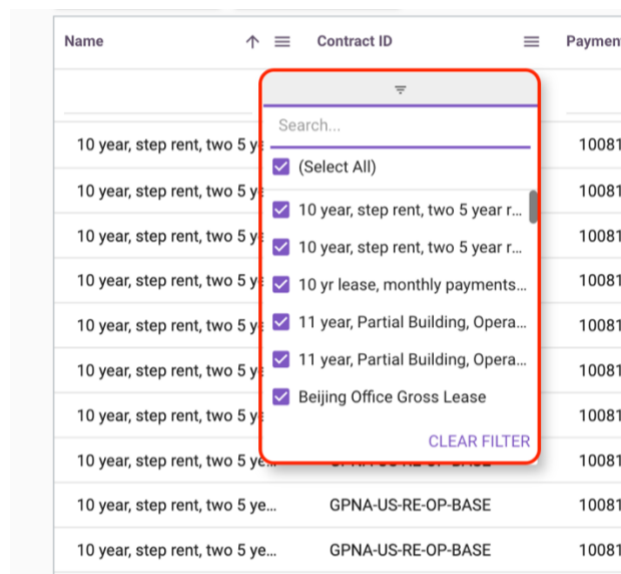 Name Contract ID Payment
Search...
10 year, step rent, two 5 ye 10081
(Select All)
10 year, step rent, two 5 ye 10081
10 year, step rent, two 5 year r...
10 year, step rent, two 5 ye 10081
10 year, step rent, two 5 year r...
10 year, step rent, two 5 ye 10081
10 yr lease, monthly payments...
10 year, step rent, two 5 ye 10081
11 year, Partial Building, Opera...
10 year, step rent, two 5 ye 10081
11 year, Partial Building, Opera...
10 year, step rent, two 5 ye 10081
Beijing Office Gross Lease
CLEAR FILTER
10 year, step rent, two 5 ye... GPNA-US-RE-OP-BASE 10081
10 year, step rent, two 5 ye... GPNA-US-RE-OP-BASE 10081
10 year, step rent, two 5 ye... GPNA-US-RE-OP-BASE 10081